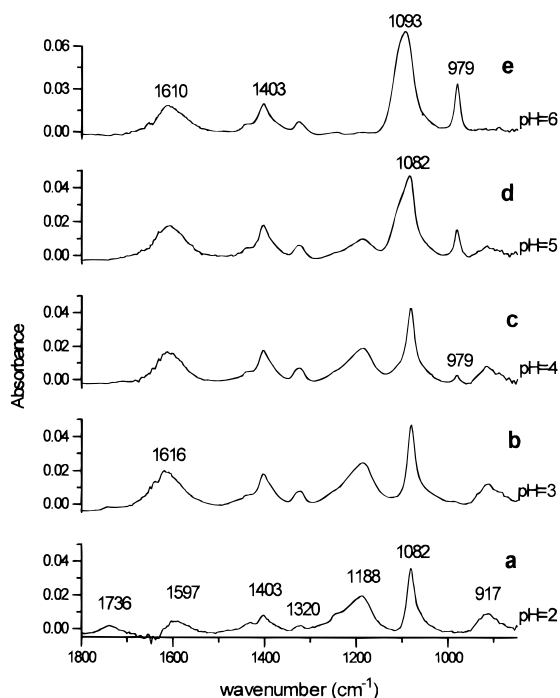 0.06
0.03
0.00
1610
1403
1093
979
e
pH=6
0.04
0.02
0.00
1082
d
pH=5
0.04
0.02
0.00
979
c
pH=4
0.04
0.02
0.00
1616
b
pH=3
0.04
0.02
0.00
1736
1597
1403
1320
1188
1082
917
a
pH=2
Absorbance
1800
1600
1400
1200
1000
wavenumber (cm⁻¹)